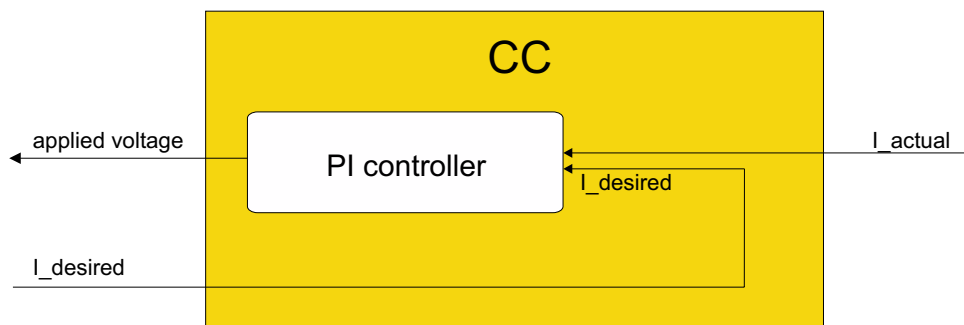 CC
applied voltage
I_actual
PI controller
I_desired
I_desired